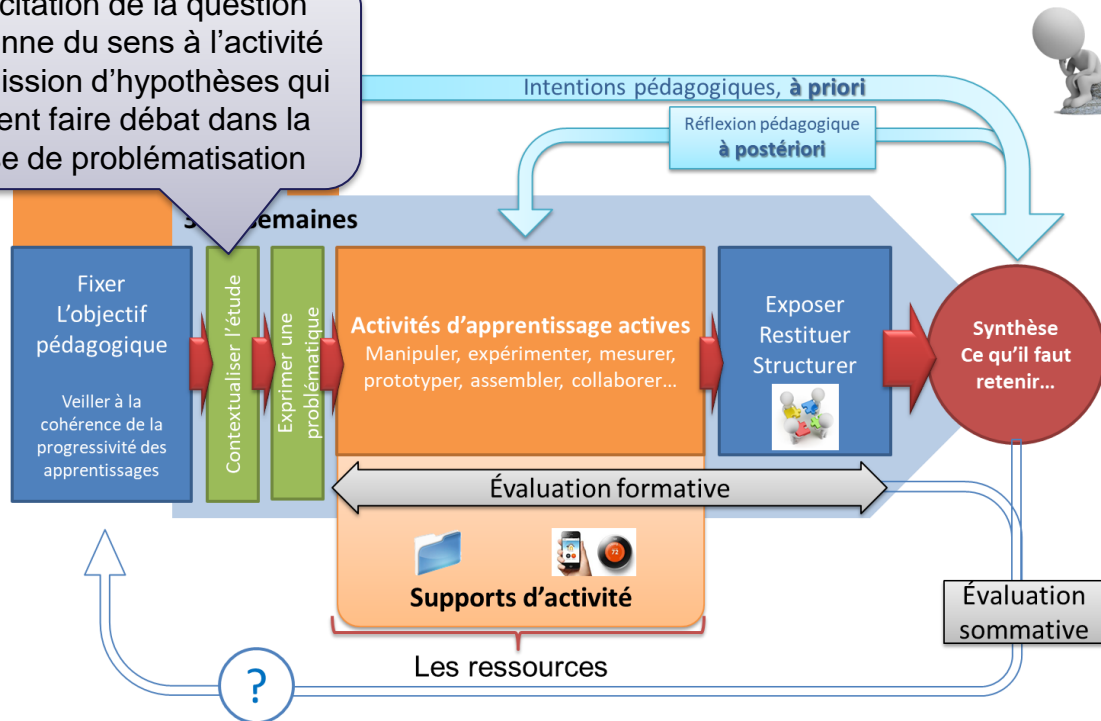 citation de la question
nne du sens à l’activité
ission d’hypothèses qui
ent faire débat dans la
se de problématisation
Intentions pédagogiques, à priori
Réflexion pédagogique
à postériori
semaines
Fixer
L’objectif
pédagogique
Veiller à la
cohérence de la
progressivité des
apprentissages
Contextualiser l’étude
Exprimer une
problématique
Activités d’apprentissage actives
Manipuler, expérimenter, mesurer,
prototyper, assembler, collaborer…
Exposer
Restituer
Structurer
Synthèse
Ce qu’il faut
retenir…
Évaluation formative
72
Supports d’activité
Évaluation
sommative
Les ressources
?